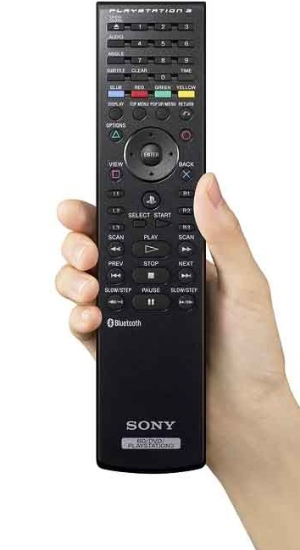 PLAYSTATION 3
1 2 3
AUDIO
4 5 6
ANGLE
7 8 9
SUBTITLE CLEAR TIME
0
BLUE RED GREEN YELLOW
DISPLAY TOP MENU POP UP/MENU RETURN
OPTIONS
ENTER
VIEW BACK
L1 R1
L2 R2
SELECT START
L3 R3
SCAN PLAY SCAN
PREV STOP NEXT
SLOW/STEP PAUSE SLOW/STEP
Bluetooth
SONY
BD/DVD/
PLAYSTATION3